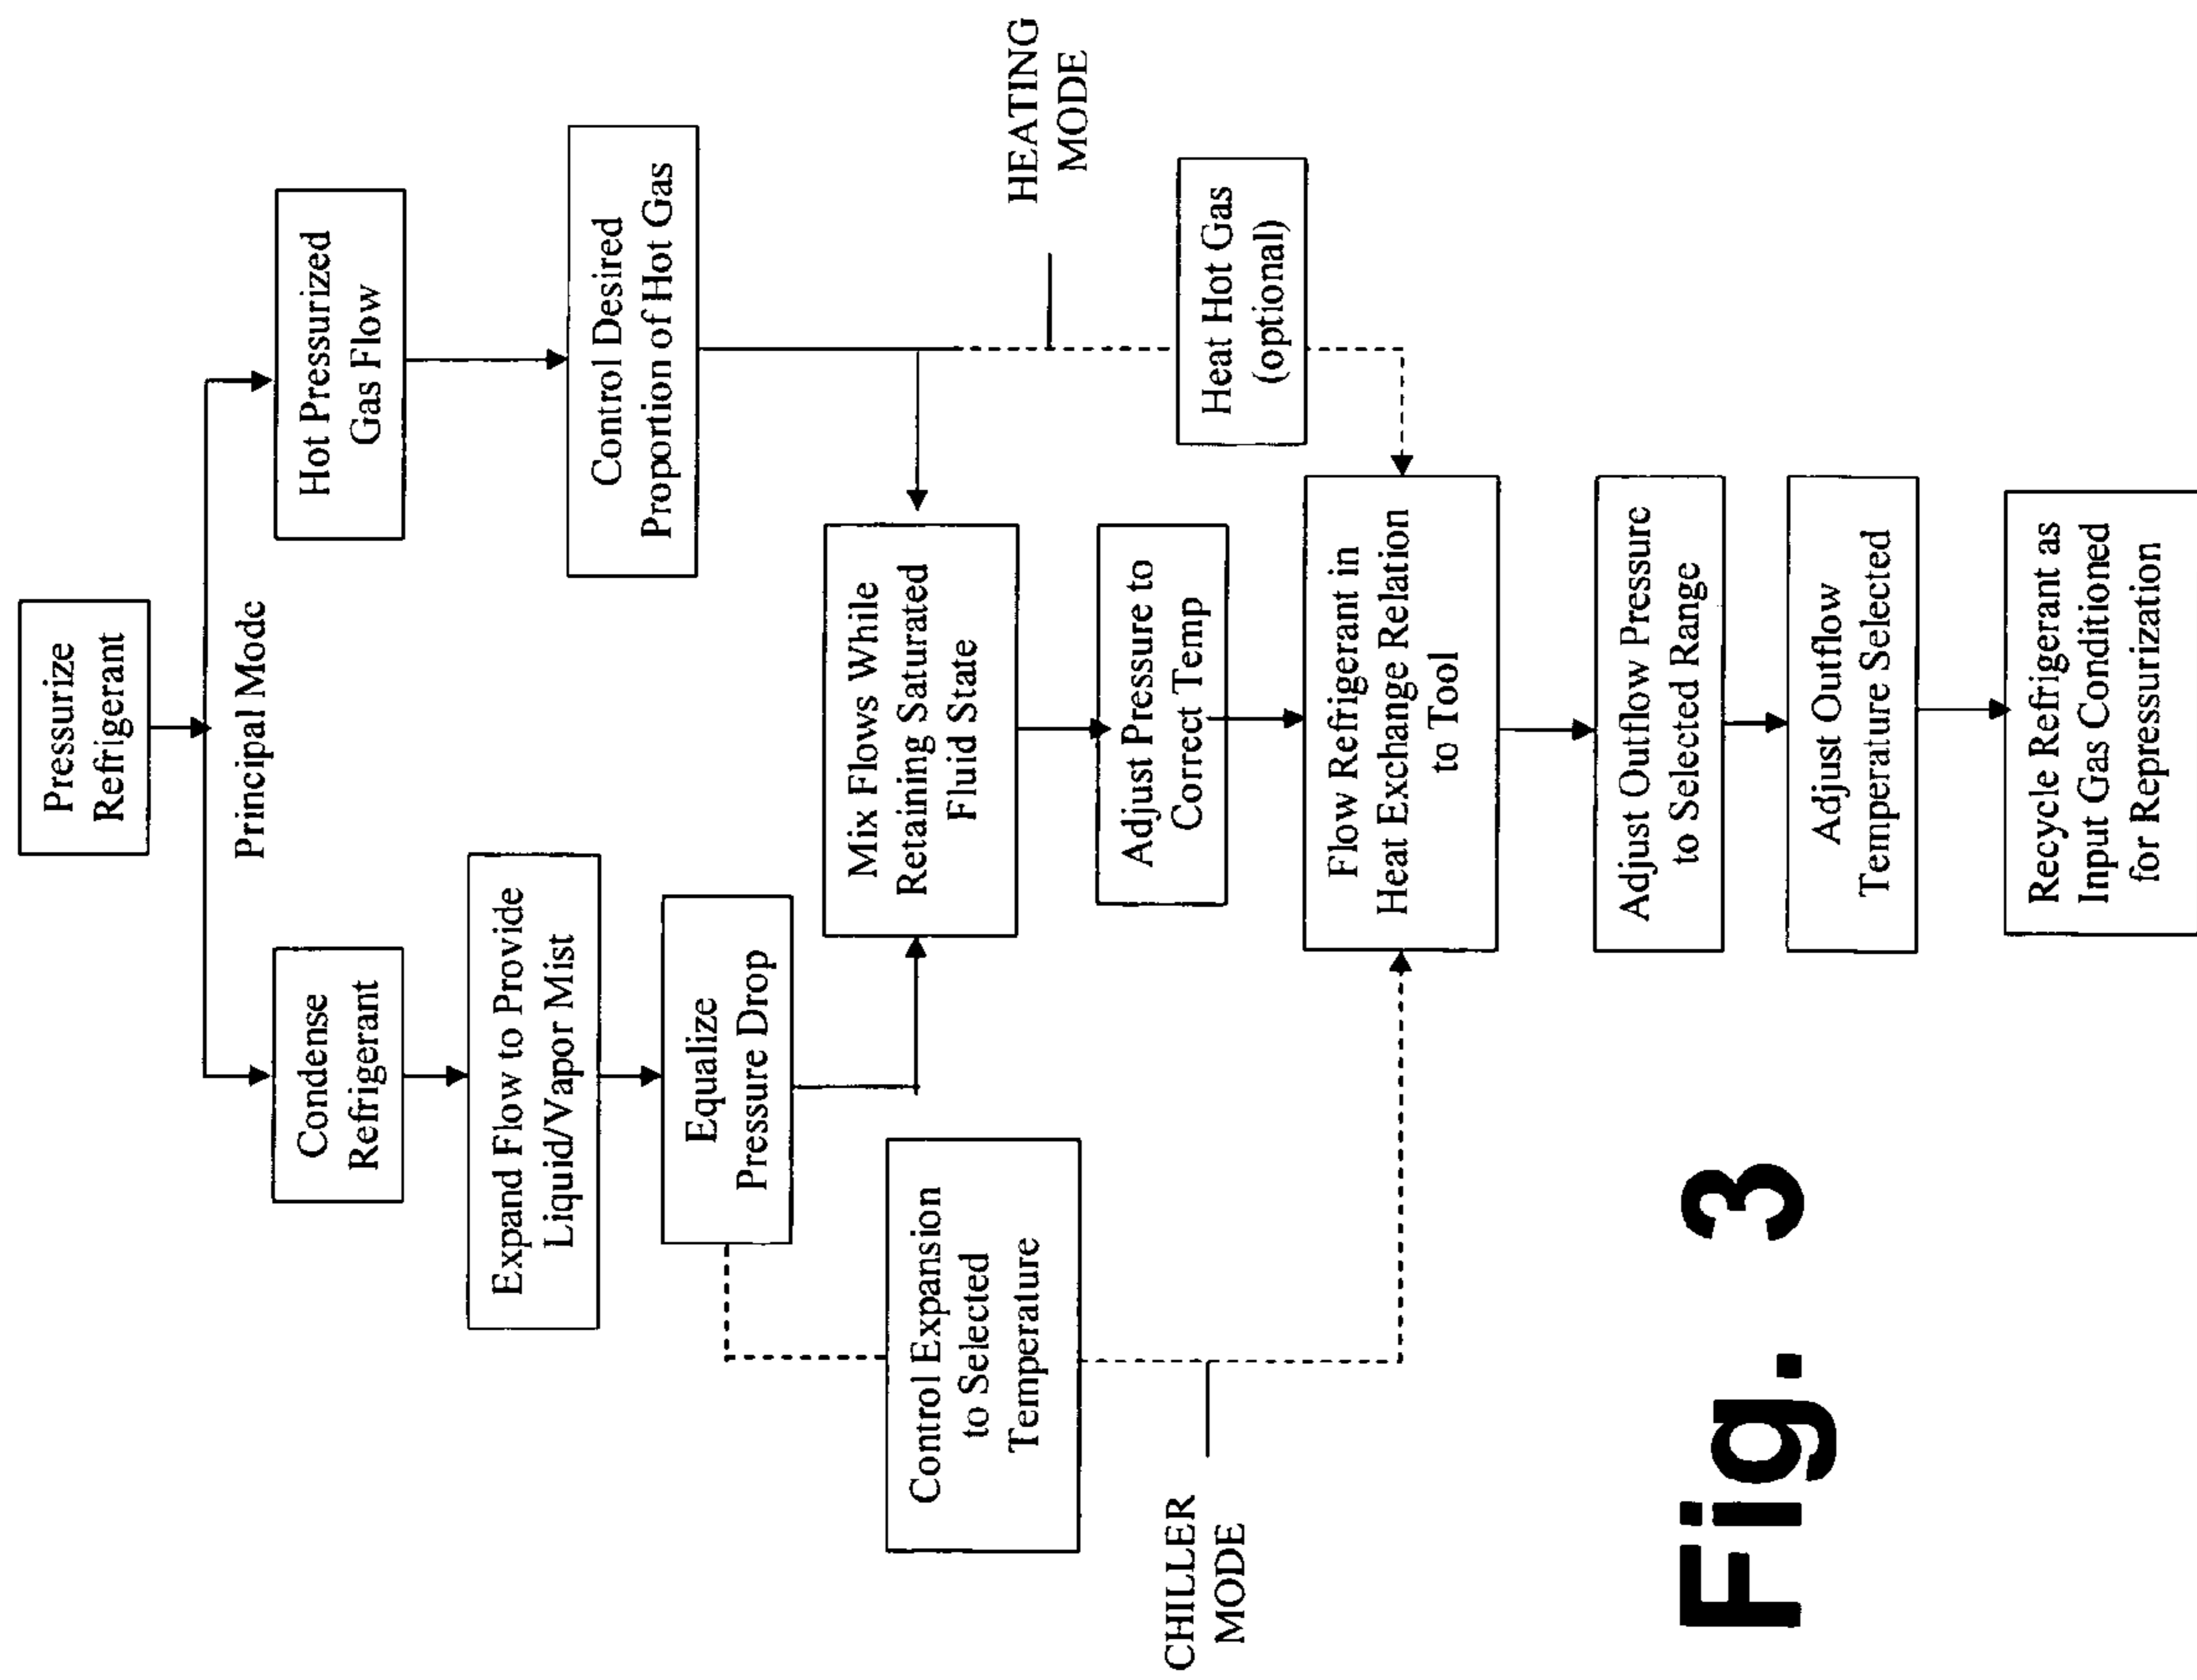 Pressurize
Refrigerant
Principal Mode
Condense
Refrigerant
Hot Pressurized
Gas Flow
Expand Flow to Provide
Liquid/Vapor Mist
Control Desired
Proportion of Hot Gas
Equalize
Pressure Drop
Mix Flows While
Retaining Saturated
Fluid State
Control Expansion
to Selected
Temperature
HEATING
MODE
Adjust Pressure to
Correct Temp
CHILLER
MODE
Heat Hot Gas
(optional)
Flow Refrigerant in
Heat Exchange Relation
to Tool
Adjust Outflow Pressure
to Selected Range
Adjust Outflow
Temperature Selected
Recycle Refrigerant as
Input Gas Conditioned
for Repressurization
Fig. 3